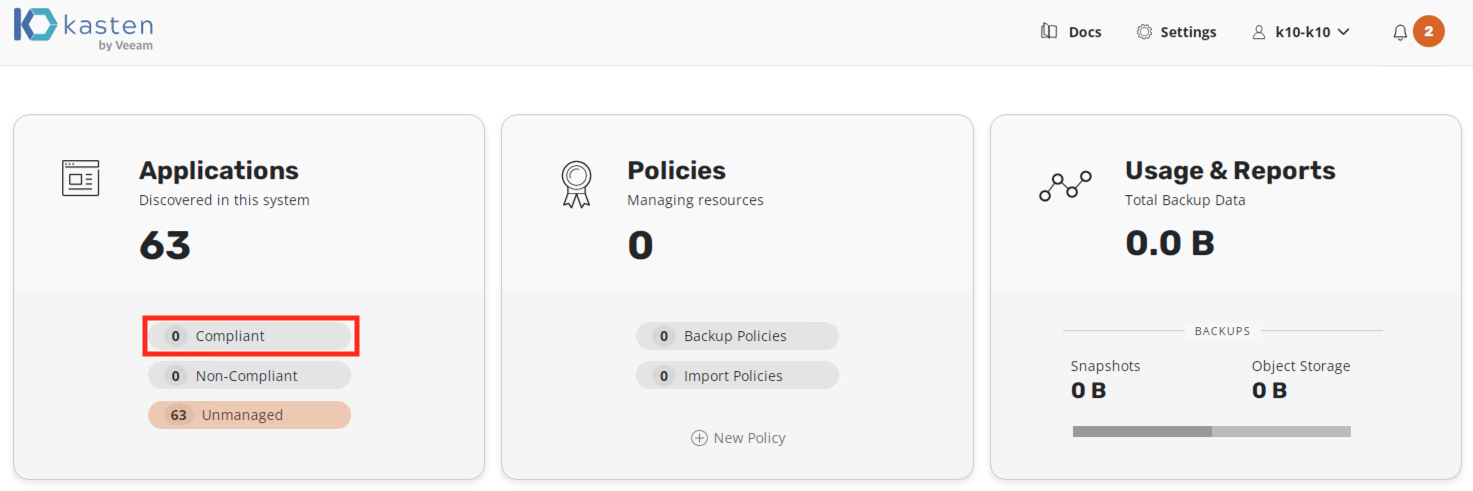 kasten
by Veeam
Docs
Settings
k10-k10
2
Applications
Discovered in this system
63
0 Compliant
0 Non-Compliant
63 Unmanaged
Policies
Managing resources
0
0 Backup Policies
0 Import Policies
New Policy
Usage & Reports
Total Backup Data
0.0 B
BACKUPS
Snapshots
0 B
Object Storage
0 B